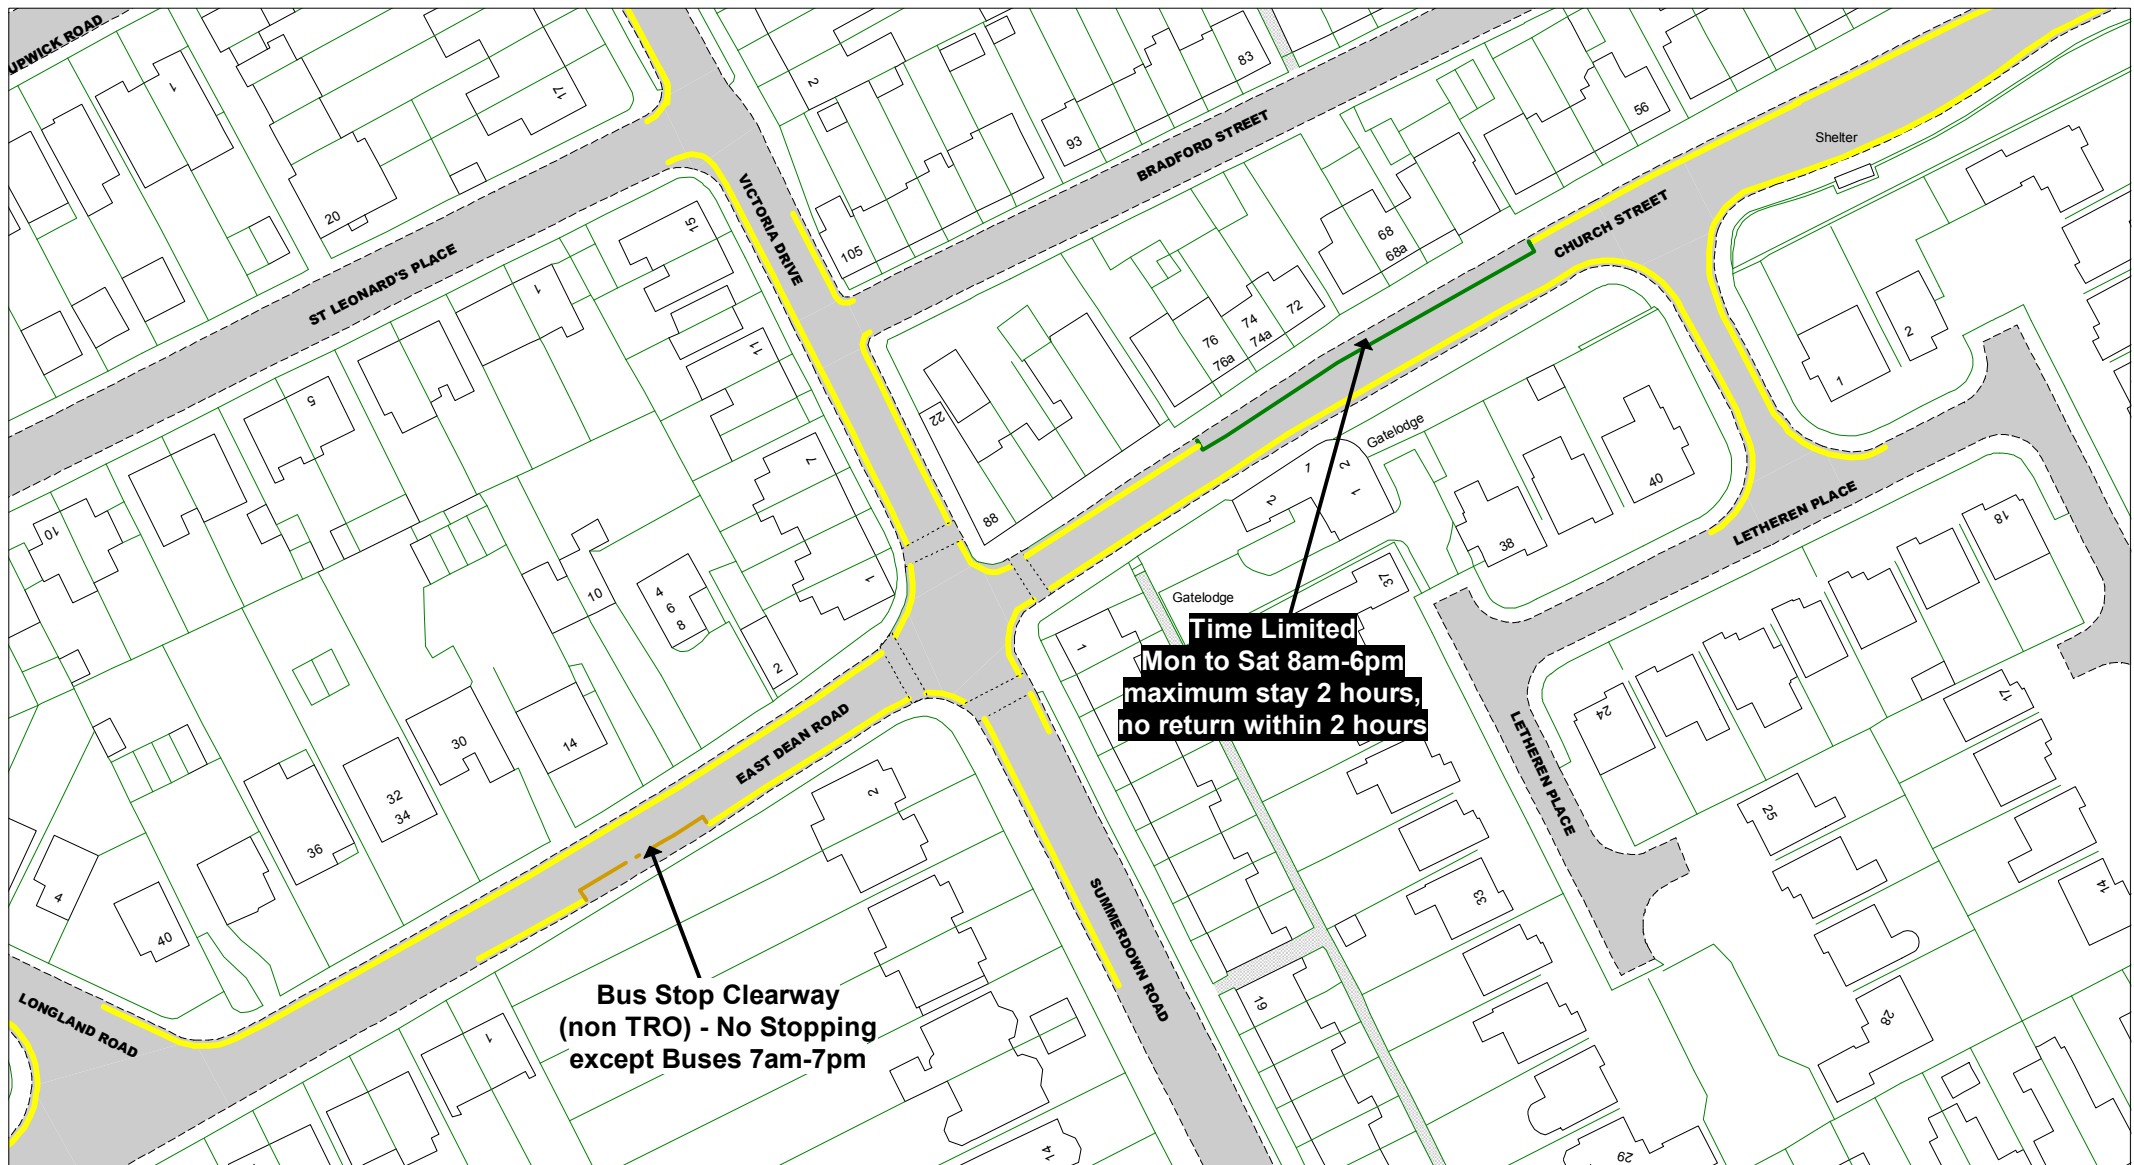 UPWICK ROAD
1
17
2
83
93
56
Shelter
BRADFORD STREET
VICTORIA DRIVE
20
15
105
68
68a
CHURCH STREET
ST LEONARD'S PLACE
1
72
74
74a
76
76a
2
1
11
5
22
Gatelodge
7
1
2
2
1
40
88
10
38
LETHEREN PLACE
18
1
10
4
6
8
37
Gatelodge
1
2
Time Limited
Mon to Sat 8am-6pm
maximum stay 2 hours,
no return within 2 hours
24
17
EAST DEAN ROAD
30
14
LETHEREN PLACE
32
34
2
25
36
SUMMERDOWN ROAD
4
33
14
40
Bus Stop Clearway
(non TRO) - No Stopping
except Buses 7am-7pm
19
28
LONGLAND ROAD
1
14
29